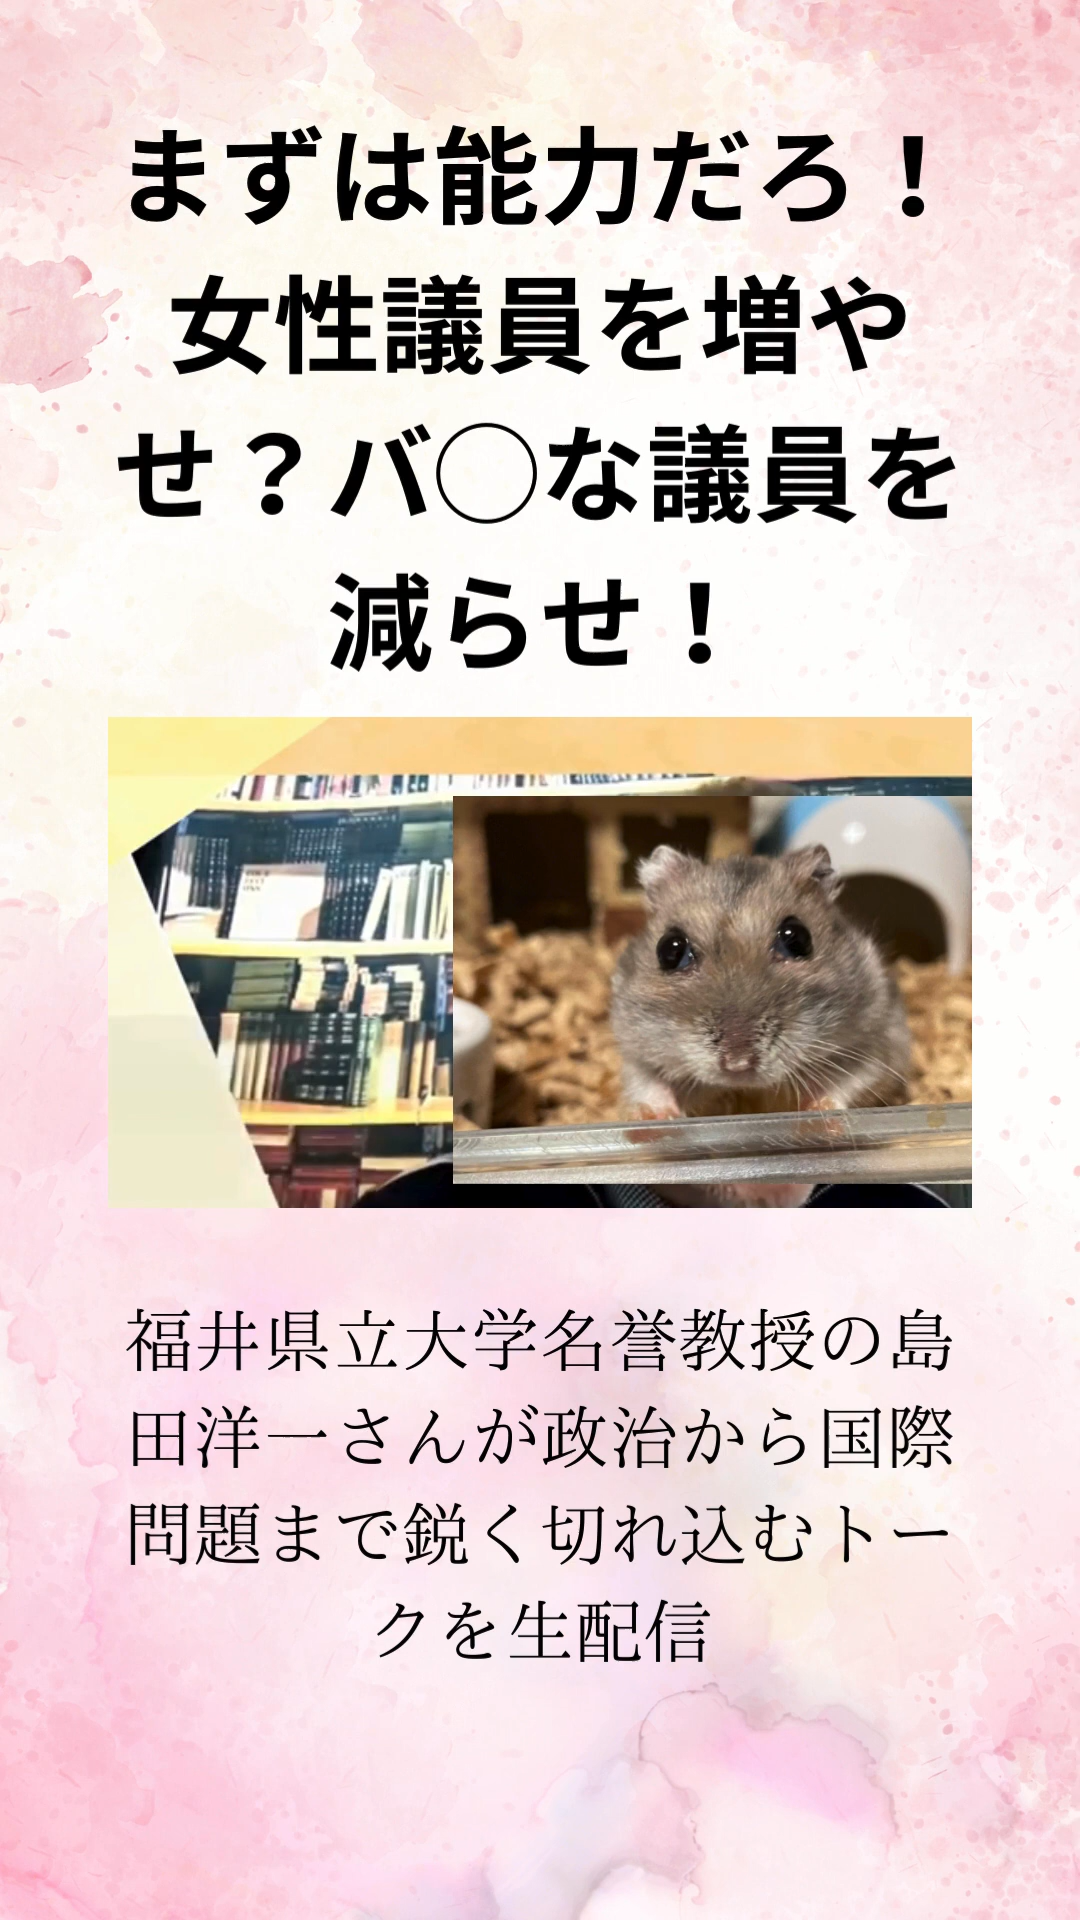 まずは能力だろ！
女性議員を増や
せ？バ◯な議員を
減らせ！
福井県立大学名誉教授の島
田洋一さんが政治から国際
問題まで鋭く切れ込むトー
クを生配信